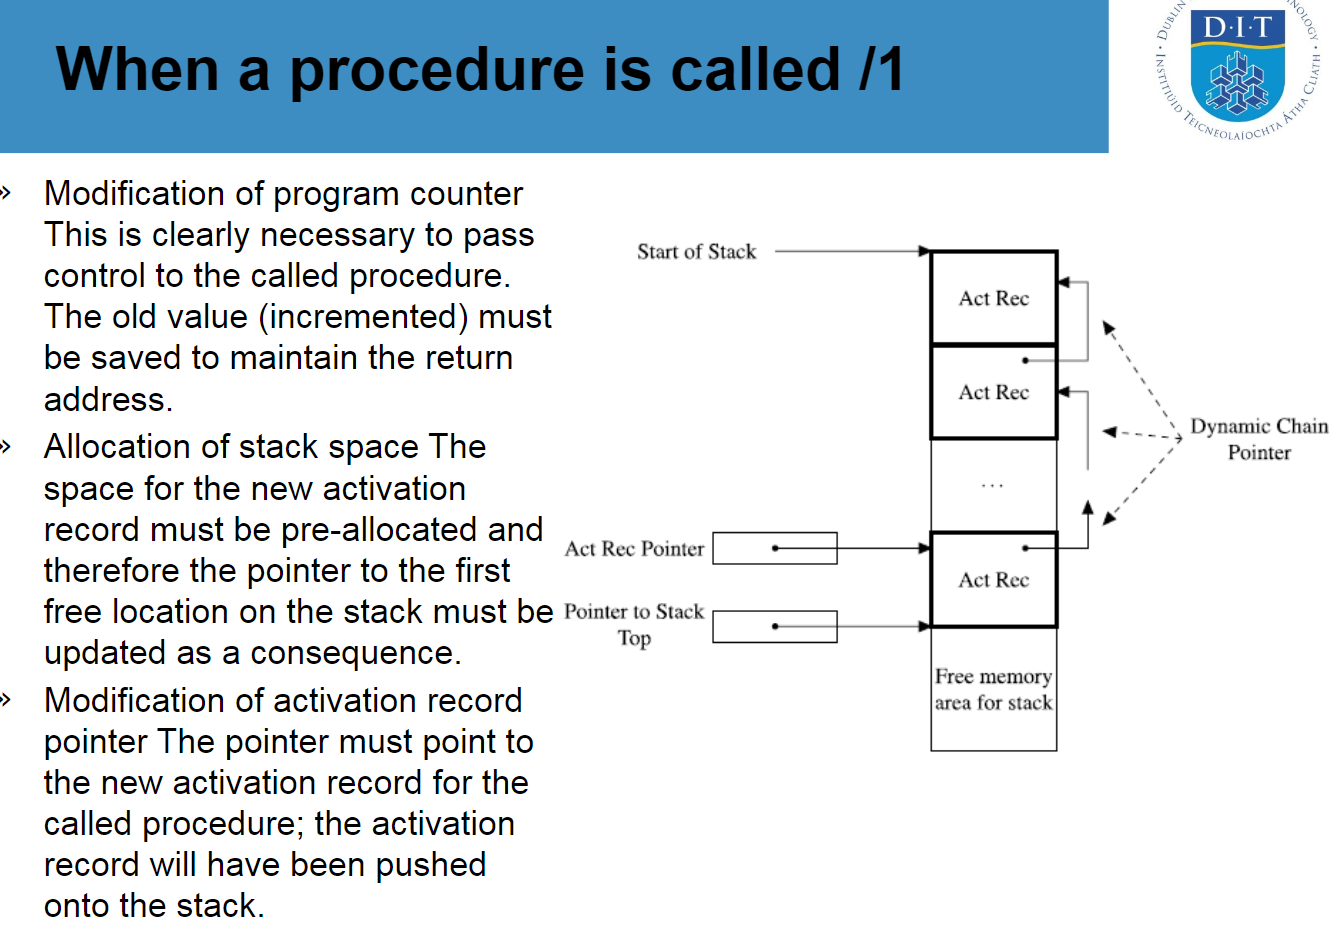 When a procedure is called /1
D·I·T
DUBLIN
NOLOGY • INSTITIÚID TEICNEOLAÍOCHTA ÁTHA CLIATH •
» Modification of program counter
This is clearly necessary to pass
control to the called procedure.
The old value (incremented) must
be saved to maintain the return
address.
» Allocation of stack space The
space for the new activation
record must be pre-allocated and
therefore the pointer to the first
free location on the stack must be
updated as a consequence.
» Modification of activation record
pointer The pointer must point to
the new activation record for the
called procedure; the activation
record will have been pushed
onto the stack.
Start of Stack
Act Rec
Act Rec
Dynamic Chain
Pointer
...
Act Rec Pointer
Act Rec
Pointer to Stack
Top
Free memory
area for stack